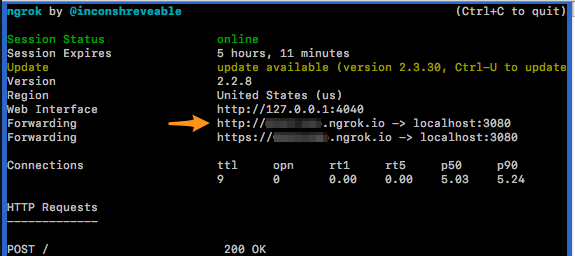 ngrok by @inconshreveable (Ctrl+C to quit)
Session Status online
Session Expires 5 hours, 11 minutes
Update update available (version 2.3.30, Ctrl-U to update
Version 2.2.8
Region United States (us)
Web Interface http://127.0.0.1:4040
Forwarding http://.ngrok.io -> localhost:3080
Forwarding https://.ngrok.io -> localhost:3080
Connections ttl opn rt1 rt5 p50 p90
9 0 0.00 0.00 5.03 5.24
HTTP Requests
-------------
POST / 200 OK